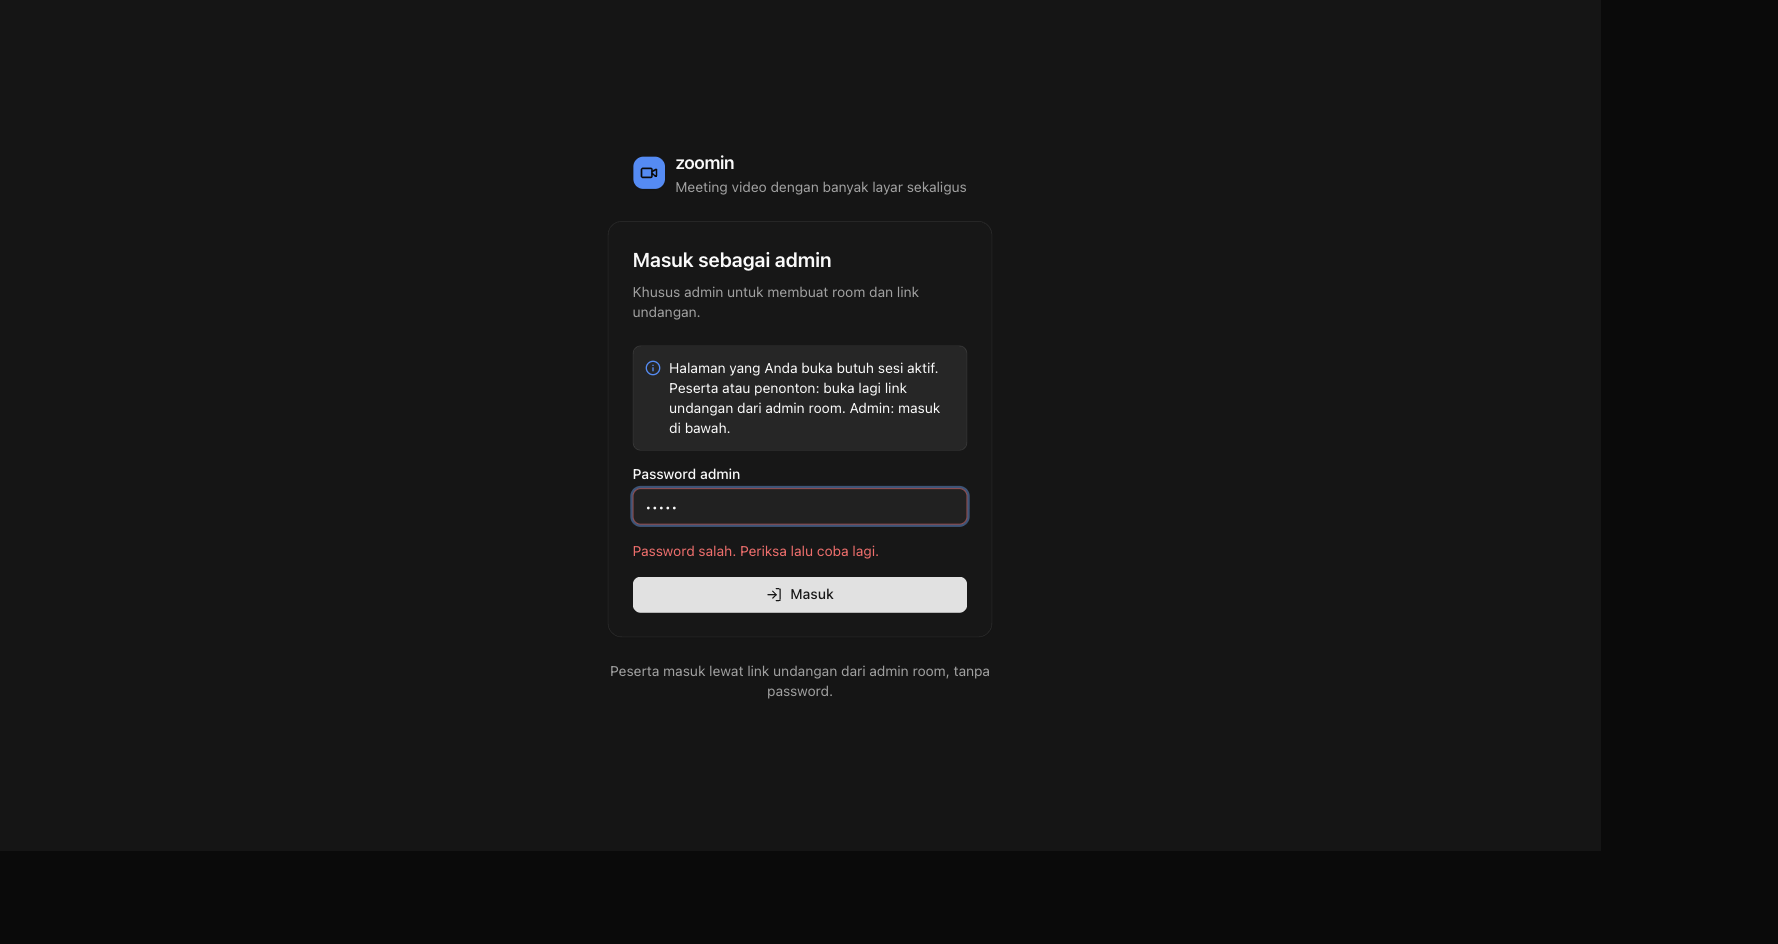 zoomin
Meeting video dengan banyak layar sekaligus
Masuk sebagai admin
Khusus admin untuk membuat room dan link
undangan.
Halaman yang Anda buka butuh sesi aktif.
Peserta atau penonton: buka lagi link
undangan dari admin room. Admin: masuk
di bawah.
Password admin
•••••
Password salah. Periksa lalu coba lagi.
Masuk
Peserta masuk lewat link undangan dari admin room, tanpa
password.